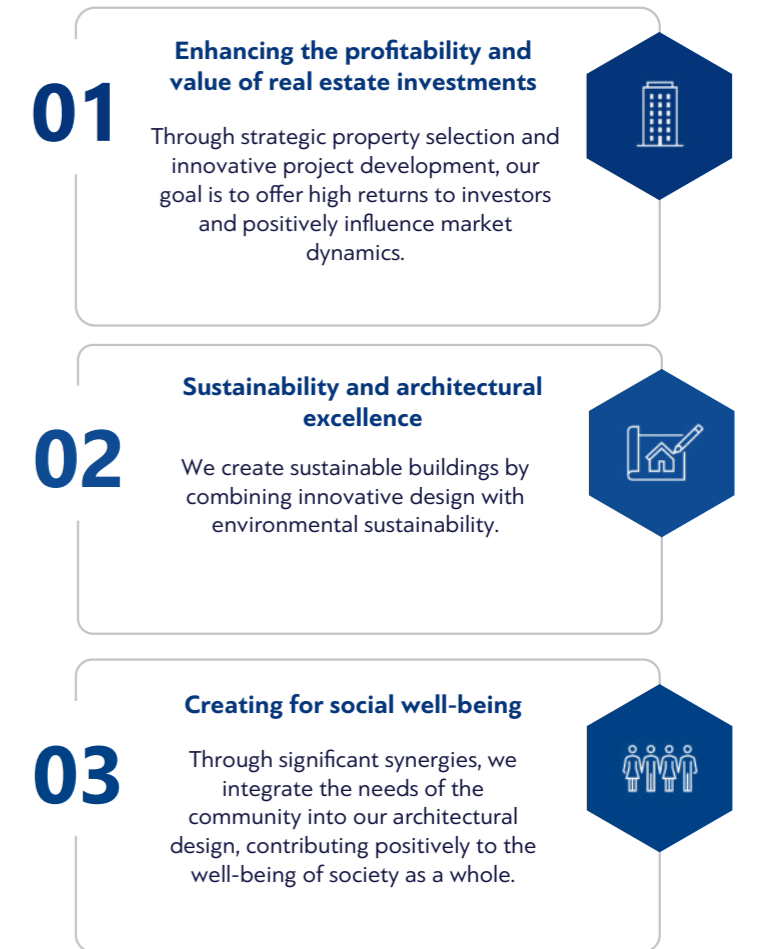 01
Enhancing the profitability and
value of real estate investments
Through strategic property selection and
innovative project development, our
goal is to offer high returns to investors
and positively influence market
dynamics.
02
Sustainability and architectural
excellence
We create sustainable buildings by
combining innovative design with
environmental sustainability.
03
Creating for social well-being
Through significant synergies, we
integrate the needs of the
community into our architectural
design, contributing positively to the
well-being of society as a whole.